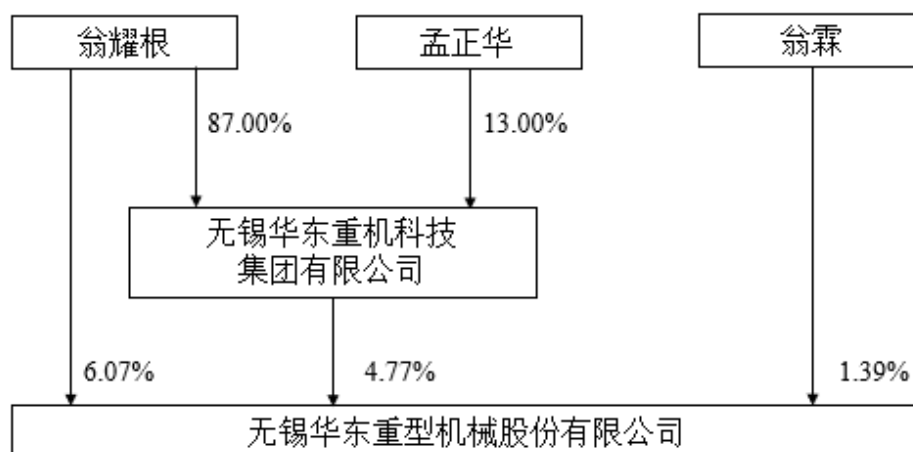 翁耀根
孟正华
翁霖
87.00%
13.00%
无锡华东重机科技
集团有限公司
6.07%
4.77%
1.39%
无锡华东重型机械股份有限公司